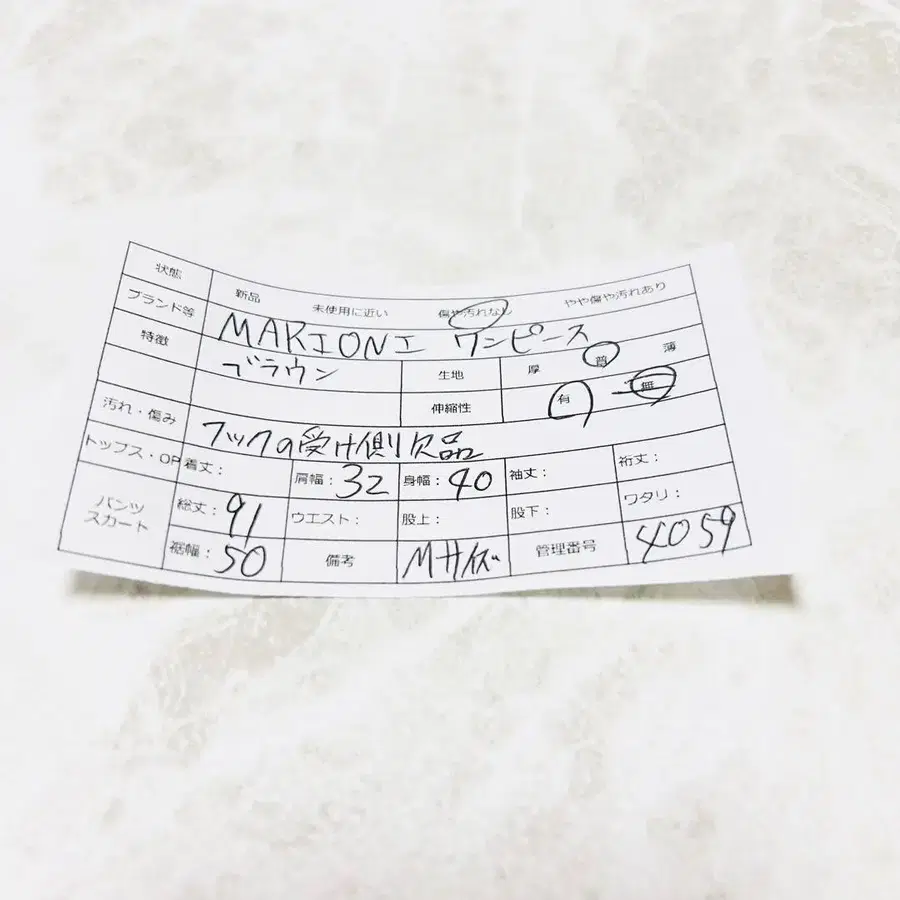 状態 新品 未使用に近い 傷や汚れなし やや傷や汚れあり
ブランド等 MAKIONI ワンピース
特徴 ブラウン 生地 厚 普 薄
伸縮性 有 無
汚れ・傷み フックの受け側欠品
トップス・OP 着丈: 肩幅:32 身幅:40 袖丈: 裄丈:
パンツ スカート 総丈:91 ウエスト: 股上: 股下: ワタリ:
裾幅:50 備考 Mサイズ 管理番号 4059